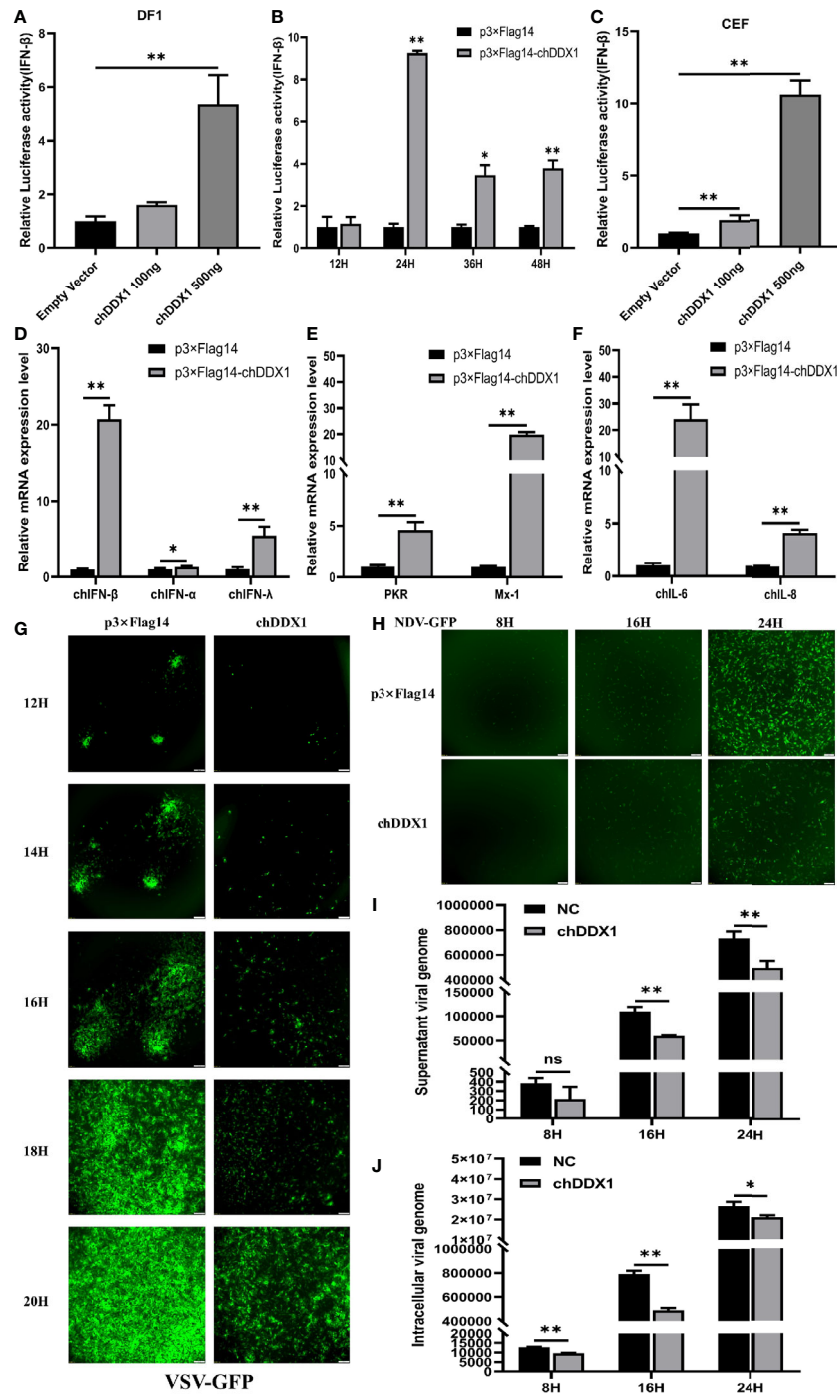 A
DF1
Relative Luciferase activity(IFN-β)
8
6
4
2
0
**
Empty Vector
chDDX1 100ng
chDDX1 500ng
B
p3×Flag14
p3×Flag14-chDDX1
Relative Luciferase activity(IFN-β)
10
8
6
4
2
0
**
*
**
12H
24H
36H
48H
C
CEF
Relative Luciferase activity(IFN-β)
15
10
5
0
**
**
Empty Vector
chDDX1 100ng
chDDX1 500ng
D
p3×Flag14
p3×Flag14-chDDX1
Relative mRNA expression level
30
20
10
0
**
*
**
chIFN-β
chIFN-α
chIFN-λ
E
p3×Flag14
p3×Flag14-chDDX1
Relative mRNA expression level
50
40
30
20
10
10
5
0
**
**
PKR
Mx-1
F
p3×Flag14
p3×Flag14-chDDX1
Relative mRNA expression level
50
40
30
20
10
10
5
0
**
**
chIL-6
chIL-8
G
p3×Flag14
chDDX1
12H
14H
16H
18H
20H
VSV-GFP
H
NDV-GFP
8H
16H
24H
p3×Flag14
chDDX1
I
NC
chDDX1
Supernatant viral genome
1000000
800000
600000
400000
150000
100000
50000
500
400
300
200
100
0
ns
**
**
8H
16H
24H
J
NC
chDDX1
Intracellular viral genome
5×10⁷
4×10⁷
3×10⁷
2×10⁷
1×10⁷
1000000
800000
600000
400000
20000
15000
10000
5000
0
**
**
*
8H
16H
24H